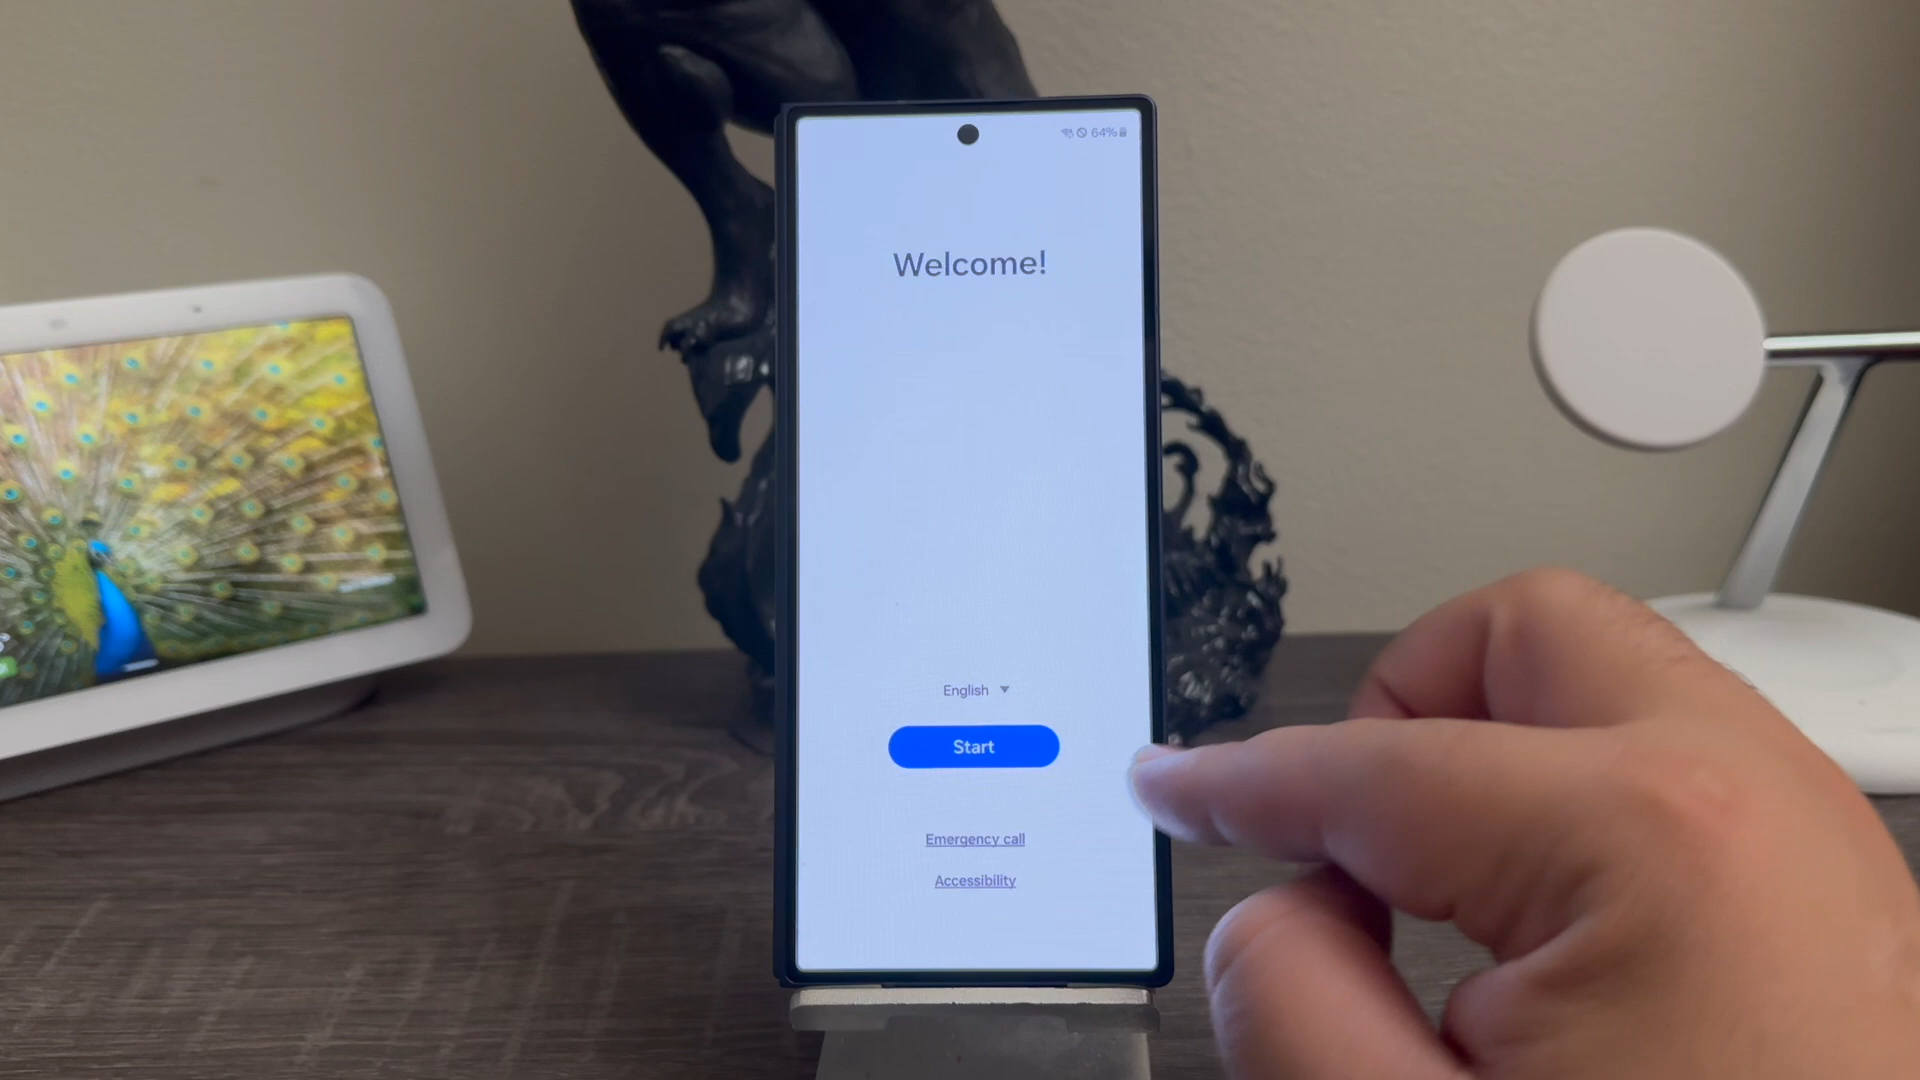 64%
Welcome!
English
Start
Emergency call
Accessibility